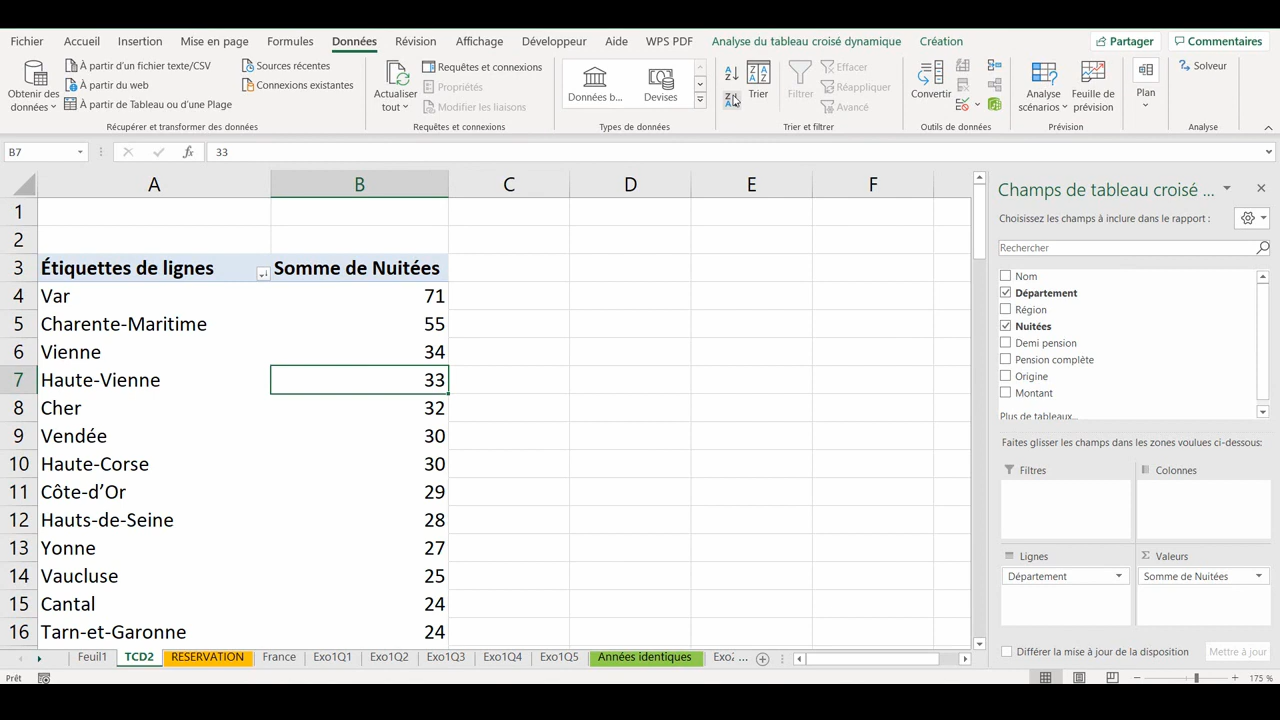 Fichier Accueil Insertion Mise en page Formules Données Révision Affichage Développeur Aide WPS PDF Analyse du tableau croisé dynamique Création Partager Commentaires
Obtenir des données
À partir d'un fichier texte/CSV
À partir du web
À partir de Tableau ou d'une Plage
Sources récentes
Connexions existantes
Récupérer et transformer des données
Actualiser tout
Requêtes et connexions
Propriétés
Modifier les liaisons
Requêtes et connexions
Données b... Devises
Types de données
Trier
Filtrer
Effacer
Réappliquer
Avancé
Trier et filtrer
Convertir
Outils de données
Analyse scénarios
Feuille de prévision
Prévision
Plan
Solveur
Analyse
B7 fx 33
A B C D E F
1
2
3 Étiquettes de lignes Somme de Nuitées
4 Var 71
5 Charente-Maritime 55
6 Vienne 34
7 Haute-Vienne 33
8 Cher 32
9 Vendée 30
10 Haute-Corse 30
11 Côte-d’Or 29
12 Hauts-de-Seine 28
13 Yonne 27
14 Vaucluse 25
15 Cantal 24
16 Tarn-et-Garonne 24
Champs de tableau croisé ...
Choisissez les champs à inclure dans le rapport :
Rechercher
Nom
Département
Région
Nuitées
Demi pension
Pension complète
Origine
Montant
Plus de tableaux...
Faites glisser les champs dans les zones voulues ci-dessous:
Filtres Colonnes
Lignes Σ Valeurs
Département Somme de Nuitées
Différer la mise à jour de la disposition Mettre à jour
Feuil1 TCD2 RESERVATION France Exo1Q1 Exo1Q2 Exo1Q3 Exo1Q4 Exo1Q5 Années identiques Exo2 ...
Prêt 175 %